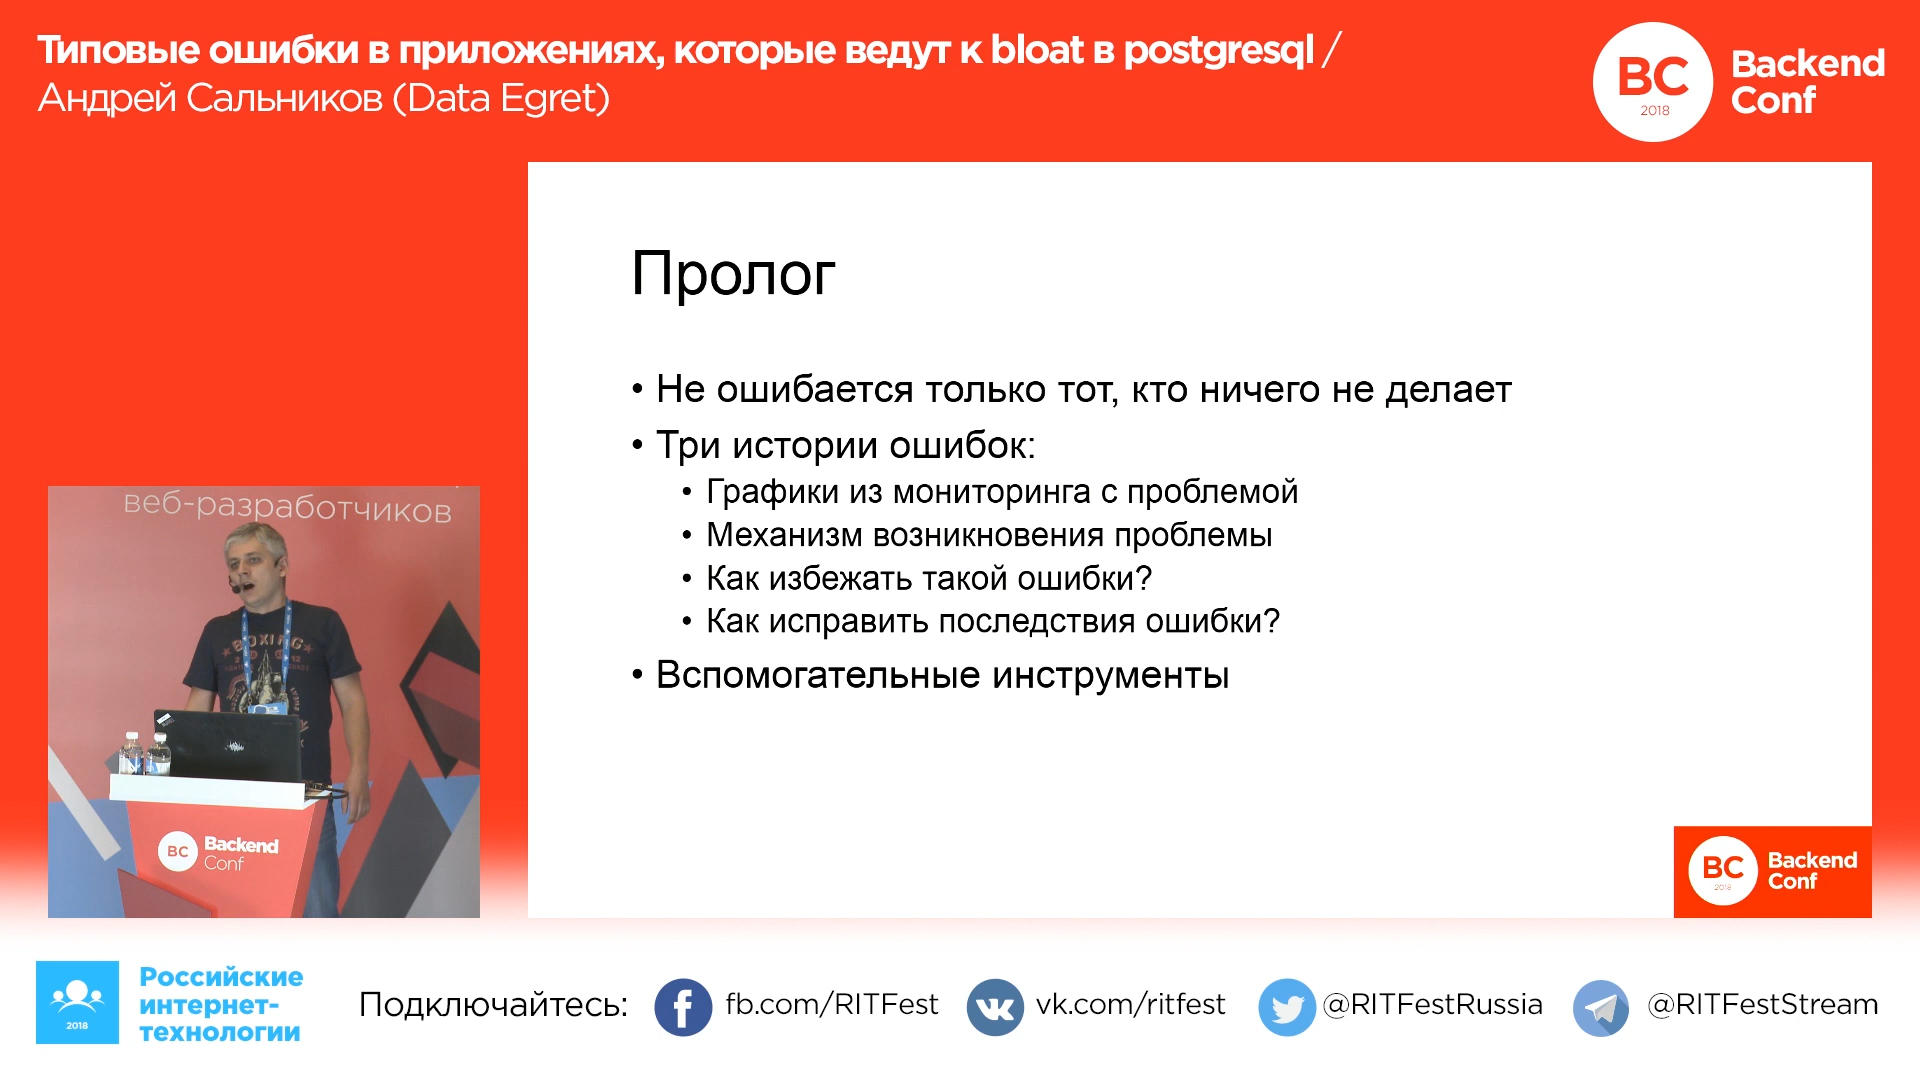 Типовые ошибки в приложениях, которые ведут к bloat в postgresql /
Андрей Сальников (Data Egret)
BC
2018
Backend
Conf
Пролог
• Не ошибается только тот, кто ничего не делает
• Три истории ошибок:
• Графики из мониторинга с проблемой
• Механизм возникновения проблемы
• Как избежать такой ошибки?
• Как исправить последствия ошибки?
• Вспомогательные инструменты
веб-разработчиков
BOXING
BC
Backend
Conf
BC
2018
Backend
Conf
2018
Российские
интернет-
технологии
Подключайтесь:
fb.com/RITFest
vk.com/ritfest
@RITFestRussia
@RITFestStream